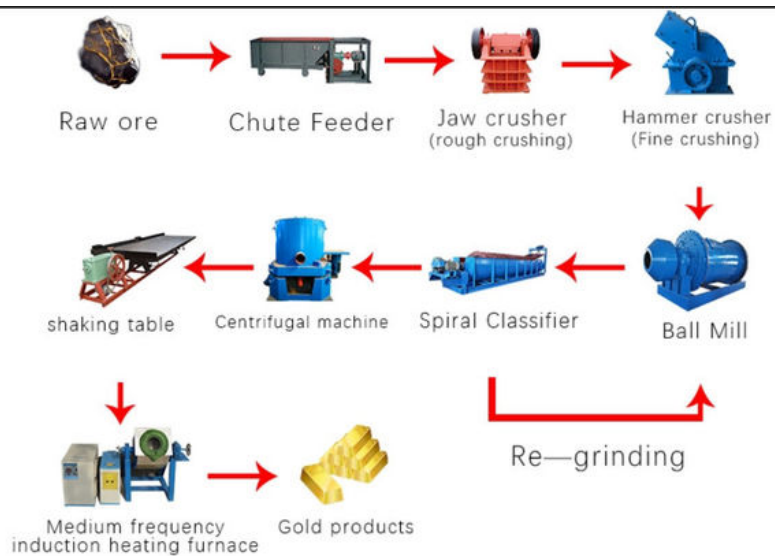 Raw ore
Chute Feeder
Jaw crusher
(rough crushing)
Hammer crusher
(Fine crushing)
shaking table
Centrifugal machine
Spiral Classifier
Ball Mill
Re—grinding
Medium frequency
induction heating furnace
Gold products